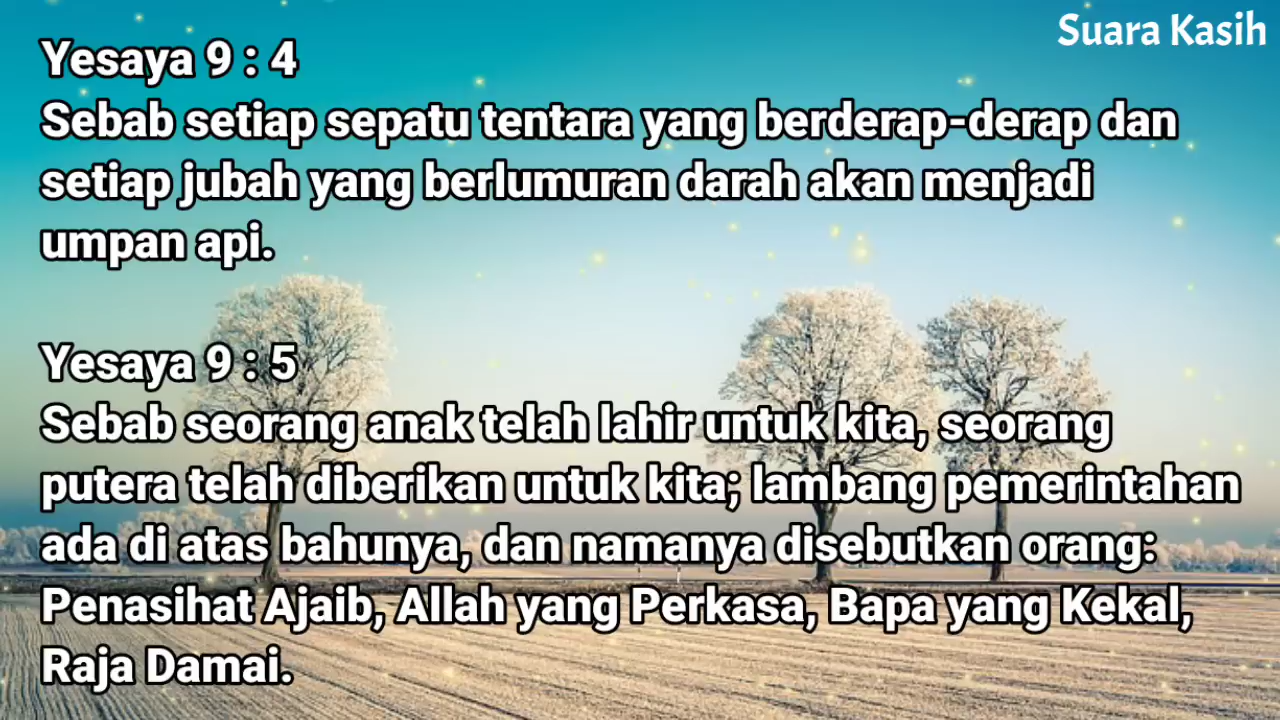 Suara Kasih
Yesaya 9 : 4
Sebab setiap sepatu tentara yang berderap-derap dan
setiap jubah yang berlumuran darah akan menjadi
umpan api.
Yesaya 9 : 5
Sebab seorang anak telah lahir untuk kita, seorang
putera telah diberikan untuk kita; lambang pemerintahan
ada di atas bahunya, dan namanya disebutkan orang:
Penasihat Ajaib, Allah yang Perkasa, Bapa yang Kekal,
Raja Damai.